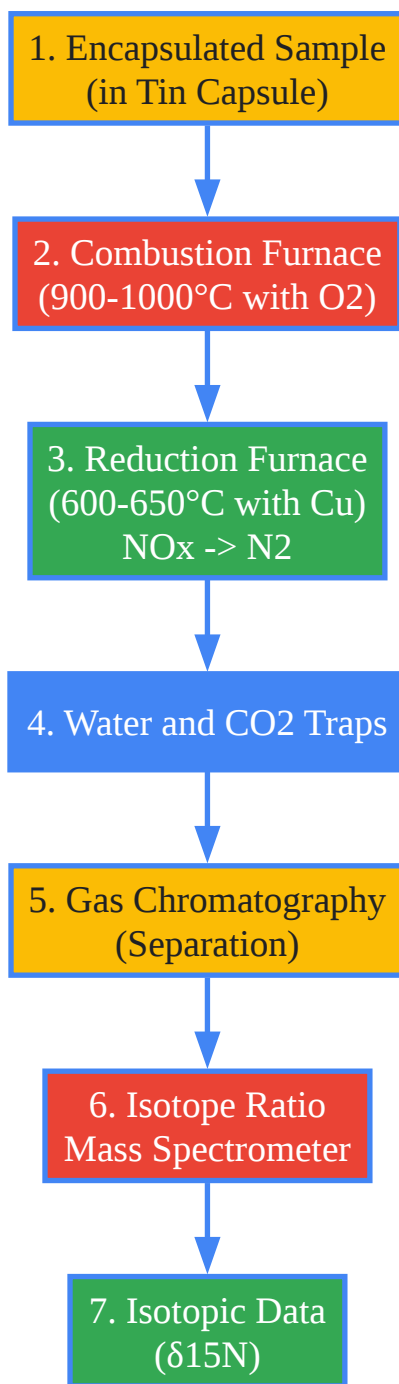 1. Encapsulated Sample
(in Tin Capsule)
2. Combustion Furnace
(900-1000°C with O2)
3. Reduction Furnace
(600-650°C with Cu)
NOx -> N2
4. Water and CO2 Traps
5. Gas Chromatography
(Separation)
6. Isotope Ratio
Mass Spectrometer
7. Isotopic Data
(δ15N)